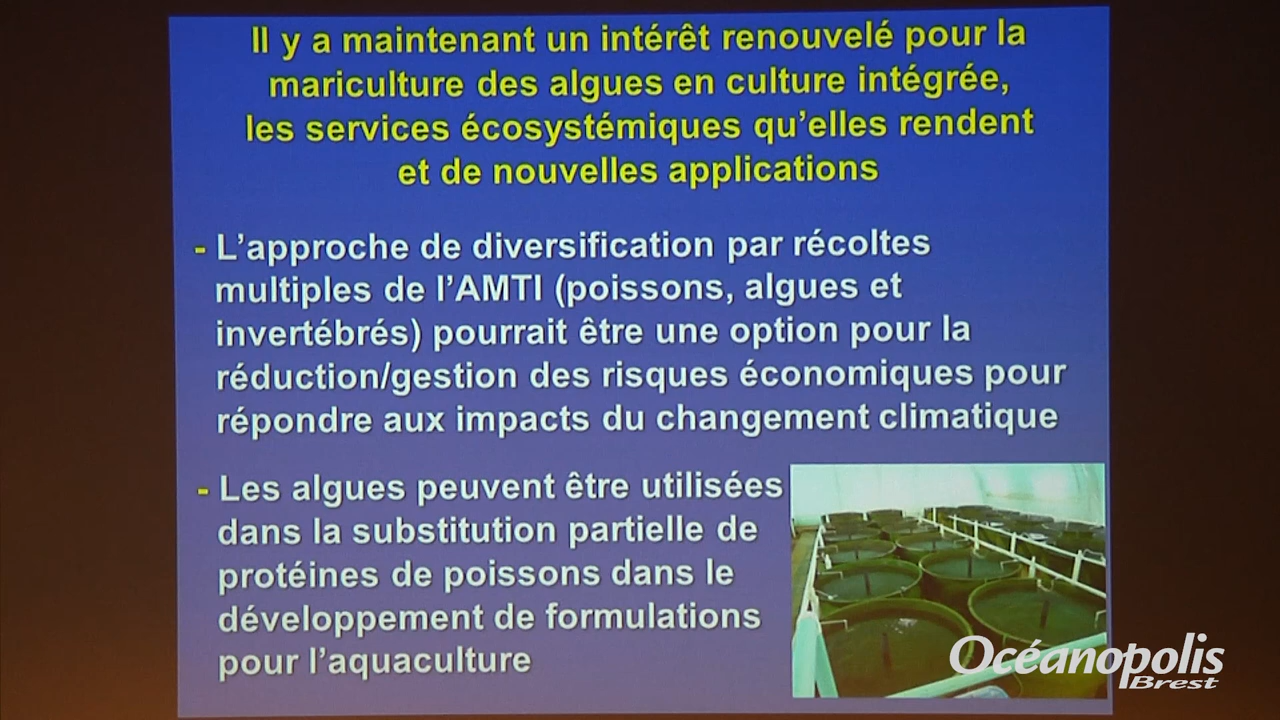 Il y a maintenant un intérêt renouvelé pour la
mariculture des algues en culture intégrée,
les services écosystémiques qu'elles rendent
et de nouvelles applications
- L'approche de diversification par récoltes
multiples de l'AMTI (poissons, algues et
invertébrés) pourrait être une option pour la
réduction/gestion des risques économiques pour
répondre aux impacts du changement climatique
- Les algues peuvent être utilisées
dans la substitution partielle de
protéines de poissons dans le
développement de formulations
pour l'aquaculture
Océanopolis
Brest